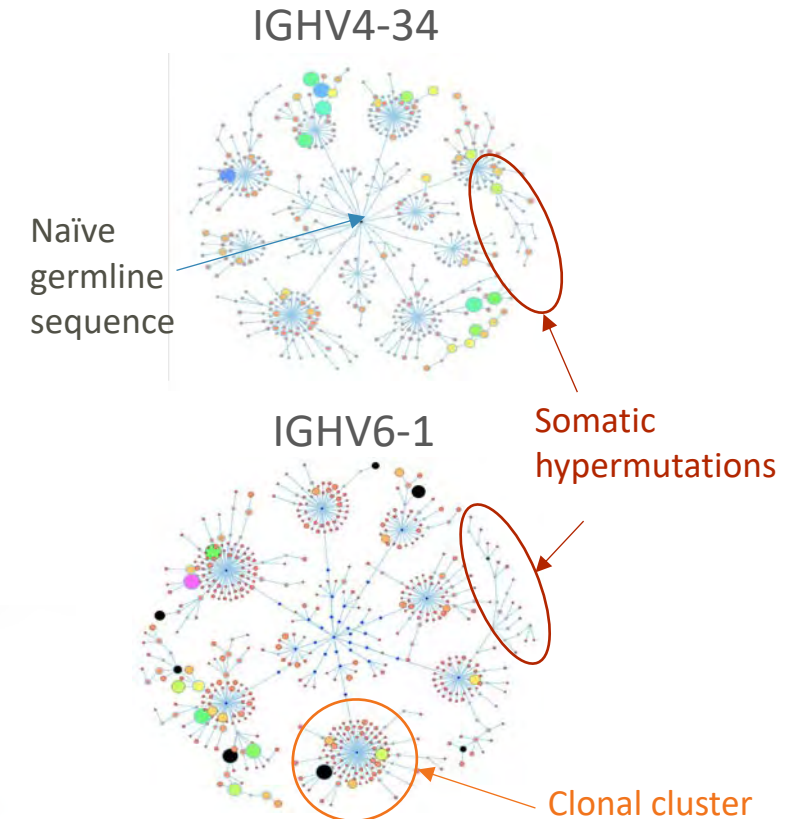 IGHV4-34
Naïve
germline
sequence
IGHV6-1
Somatic
hypermutations
Clonal cluster